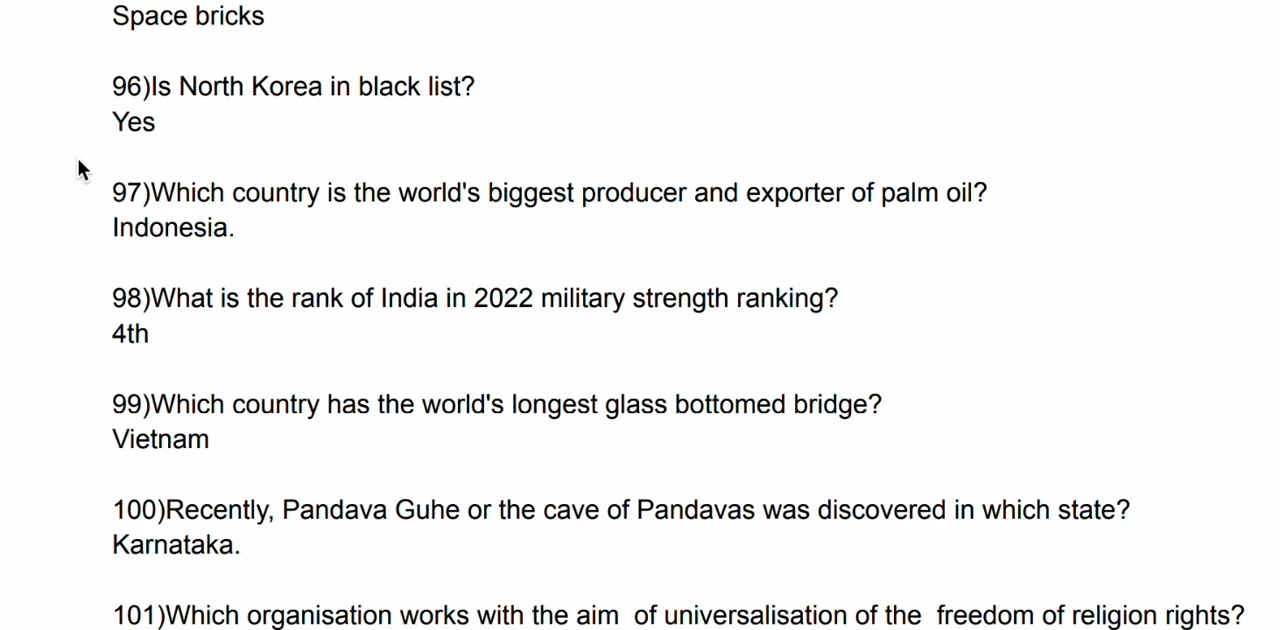 Space bricks
96)Is North Korea in black list?
Yes
97)Which country is the world's biggest producer and exporter of palm oil?
Indonesia.
98)What is the rank of India in 2022 military strength ranking?
4th
99)Which country has the world's longest glass bottomed bridge?
Vietnam
100)Recently, Pandava Guhe or the cave of Pandavas was discovered in which state?
Karnataka.
101)Which organisation works with the aim  of universalisation of the  freedom of religion rights?